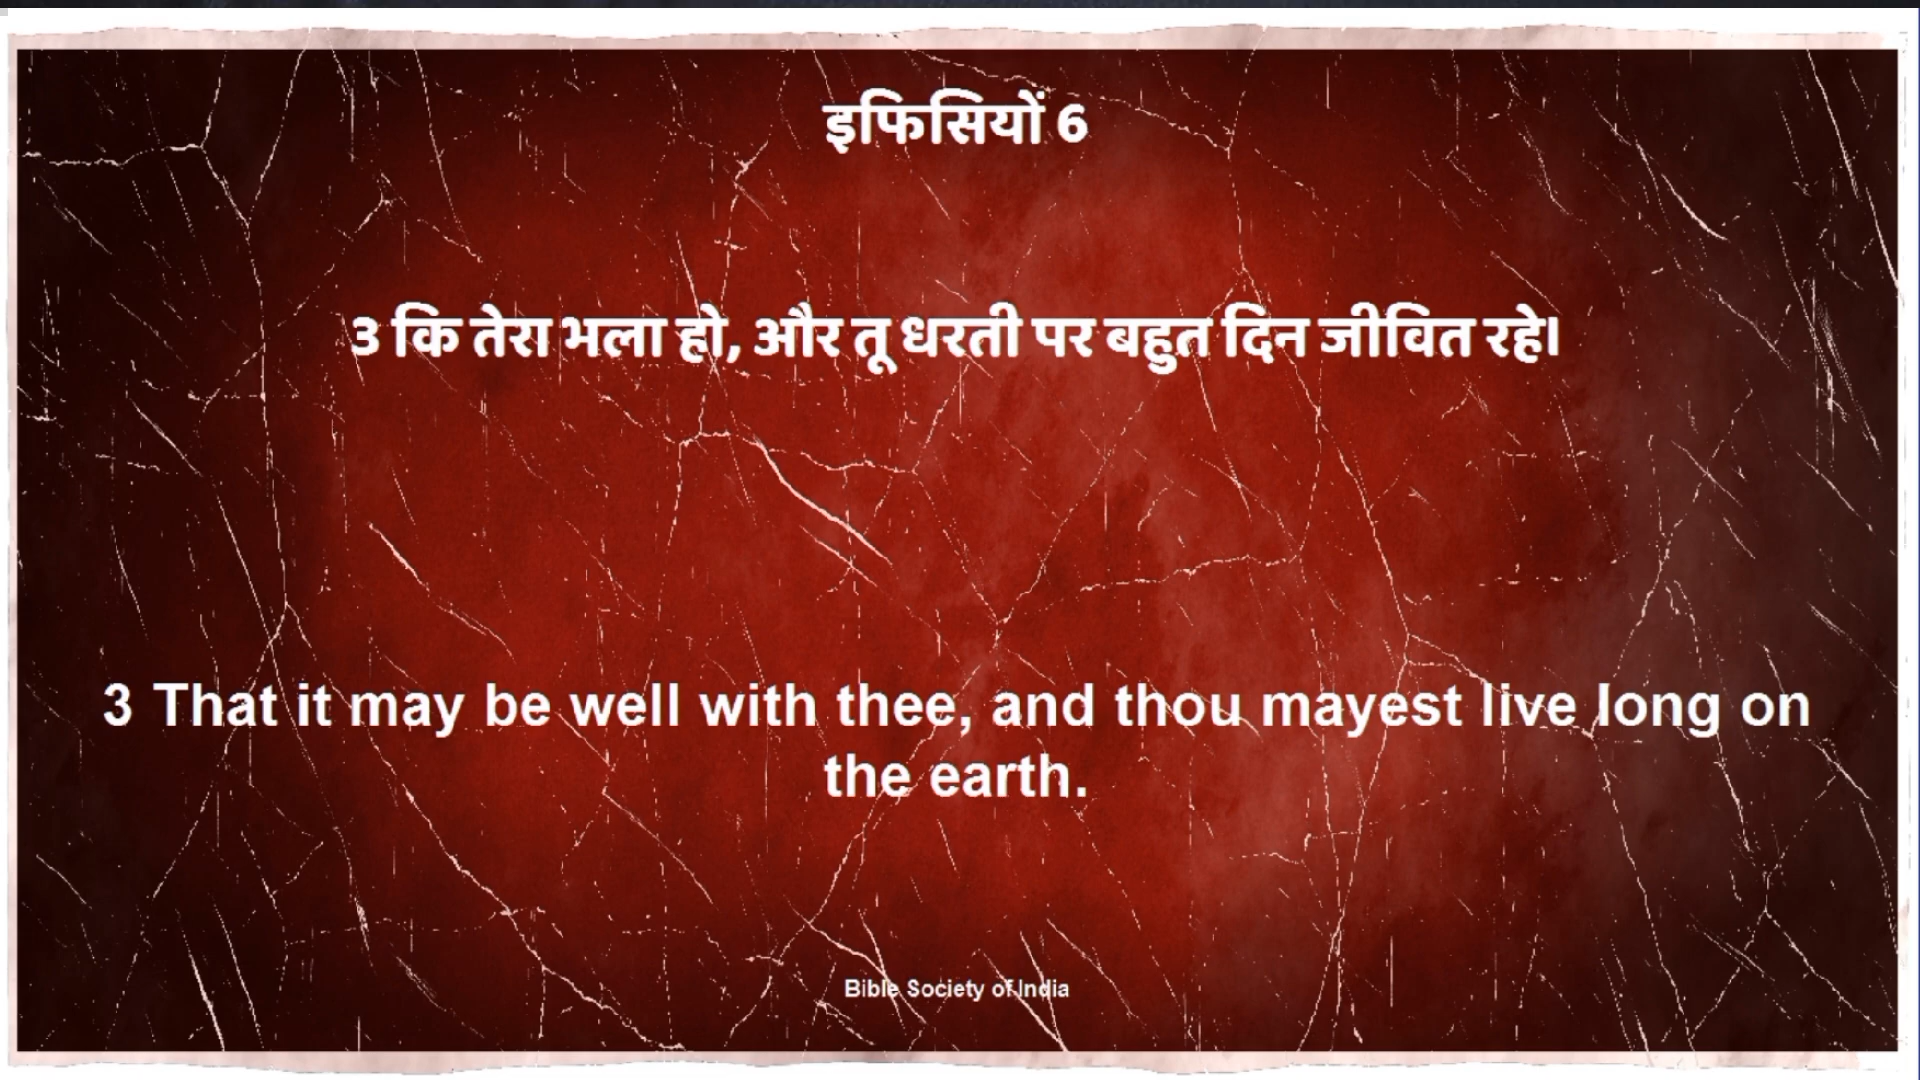 इफिसियों 6
3 कि तेरा भला हो, और तू धरती पर बहुत दिन जीवित रहे।
3 That it may be well with thee, and thou mayest live long on
the earth.
Bible Society of India